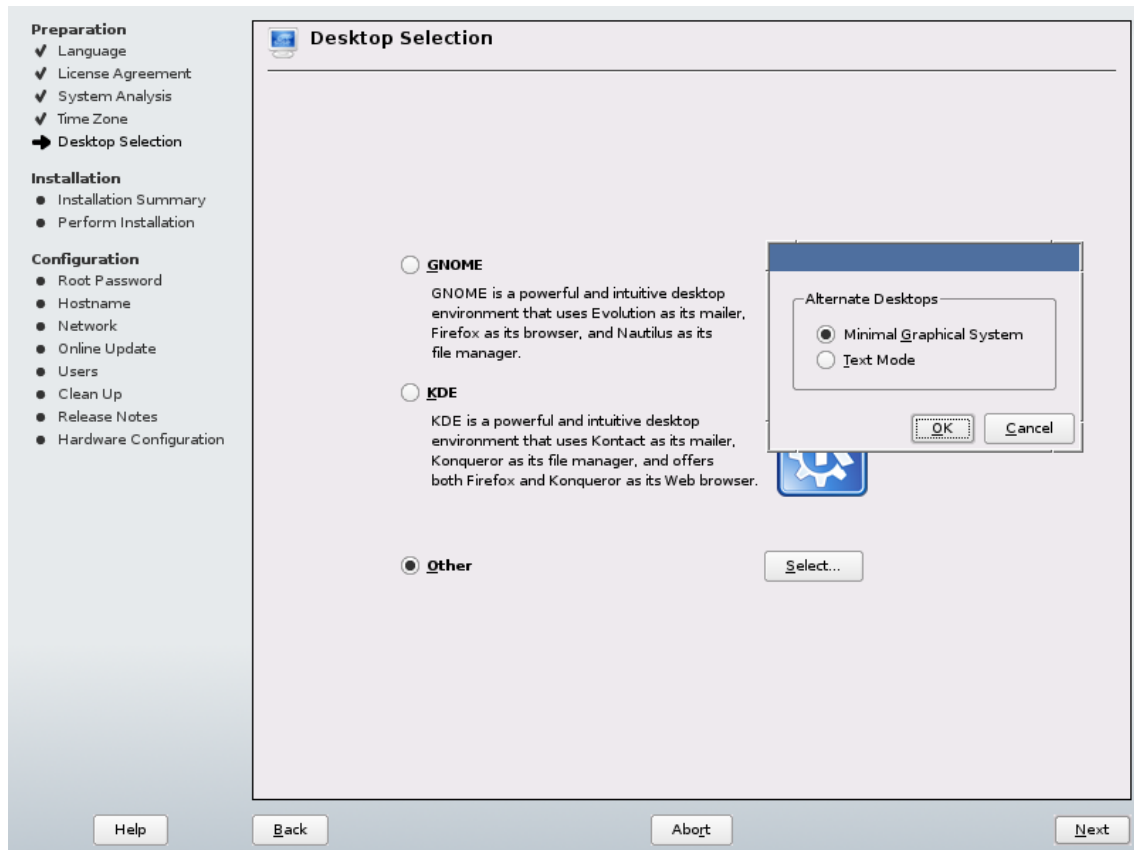 Preparation
Language
License Agreement
System Analysis
Time Zone
Desktop Selection
Installation
Installation Summary
Perform Installation
Configuration
Root Password
Hostname
Network
Online Update
Users
Clean Up
Release Notes
Hardware Configuration
Desktop Selection
GNOME
GNOME is a powerful and intuitive desktop
environment that uses Evolution as its mailer,
Firefox as its browser, and Nautilus as its
file manager.
KDE
KDE is a powerful and intuitive desktop
environment that uses Kontact as its mailer,
Konqueror as its file manager, and offers
both Firefox and Konqueror as its Web browser.
Other
Select...
Alternate Desktops
Minimal Graphical System
Text Mode
OK
Cancel
Help
Back
Abort
Next